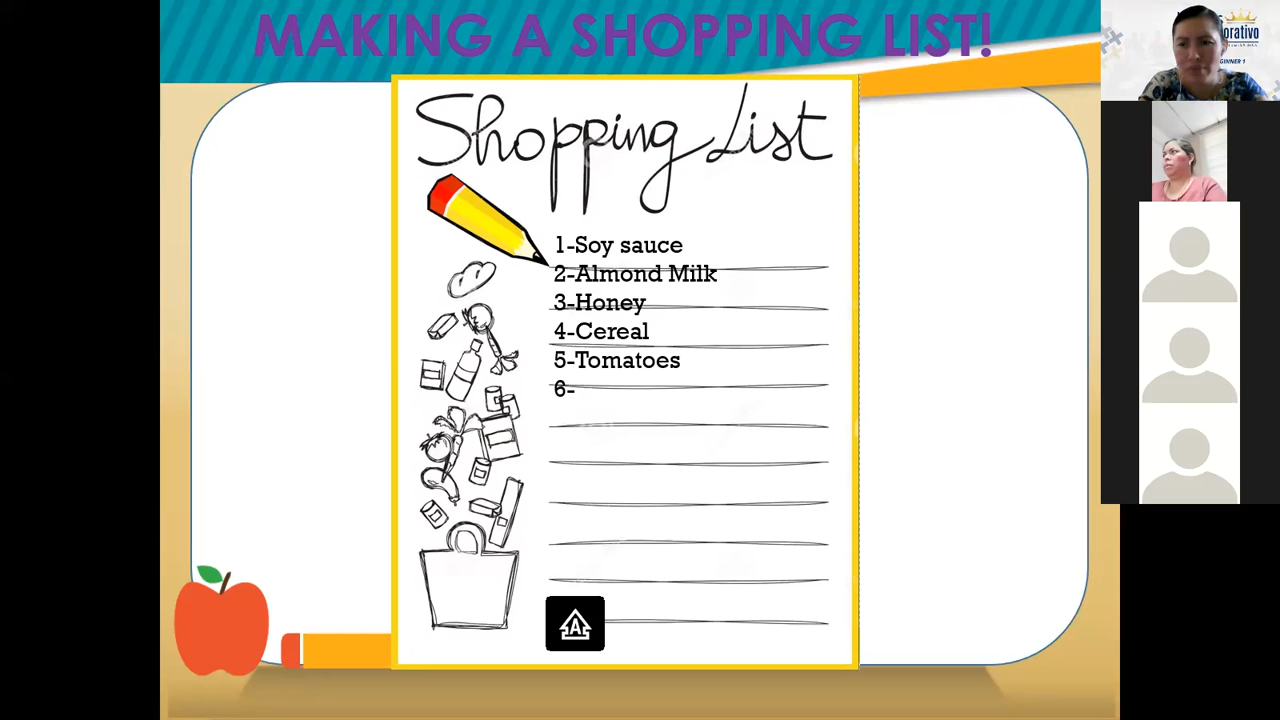 MAKING A SHOPPING LIST!
Shopping List
1-Soy sauce
2-Almond Milk
3-Honey
4-Cereal
5-Tomatoes
6-
A